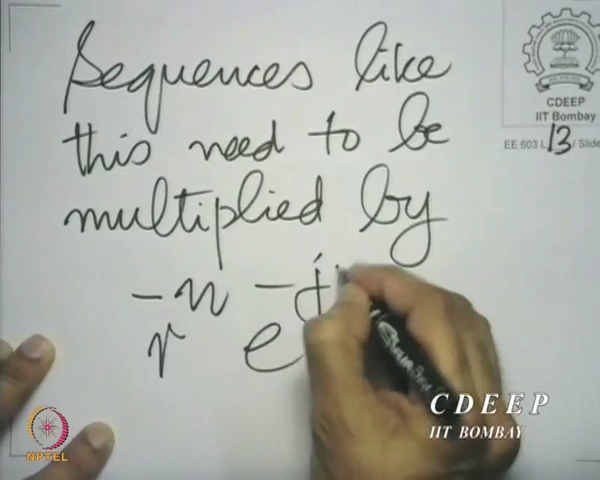 Sequences like
this need to be
multiplied by
-n -j
r e
CDEEP
IIT Bombay
EE 603 L 13 / Slide
CDEEP
IIT BOMBAY
NPTEL